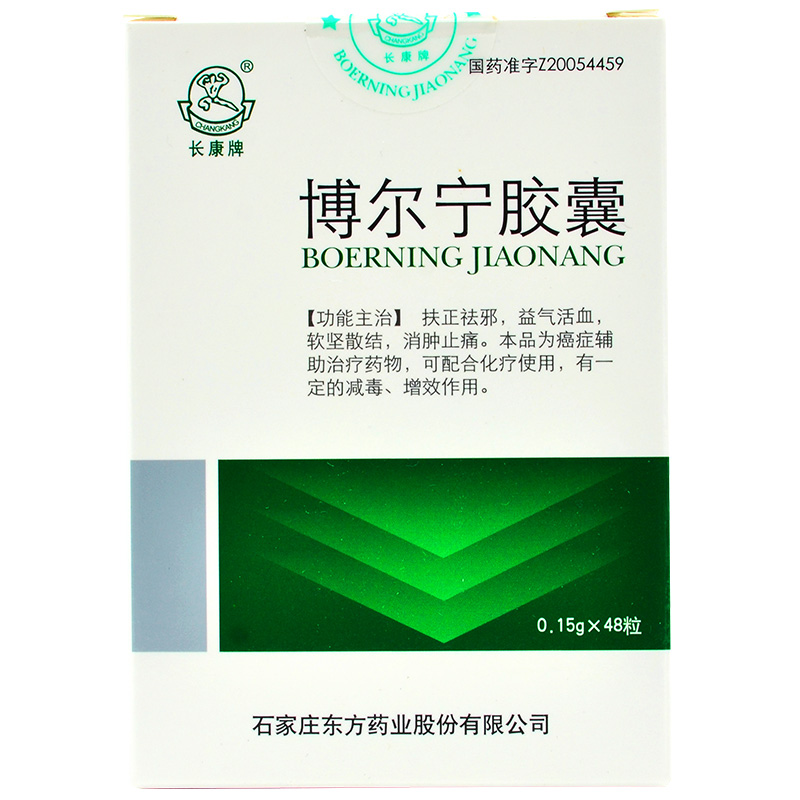 长康牌
BOERNING JIAONANG
国药准字Z20054459
®
CHANGKANG
长康牌
博尔宁胶囊
BOERNING JIAONANG
【功能主治】 扶正祛邪，益气活血，
软坚散结，消肿止痛。本品为癌症辅
助治疗药物，可配合化疗使用，有一
定的减毒、增效作用。
0.15g×48粒
石家庄东方药业股份有限公司